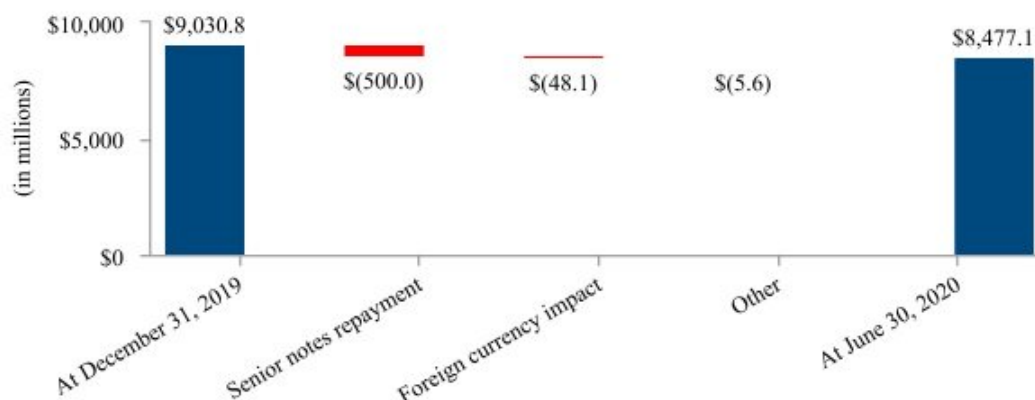 $10,000
$9,030.8
$8,477.1
$(500.0)
$(48.1)
$(5.6)
$5,000
(in millions)
$0
At December 31, 2019
Senior notes repayment
Foreign currency impact
Other
At June 30, 2020